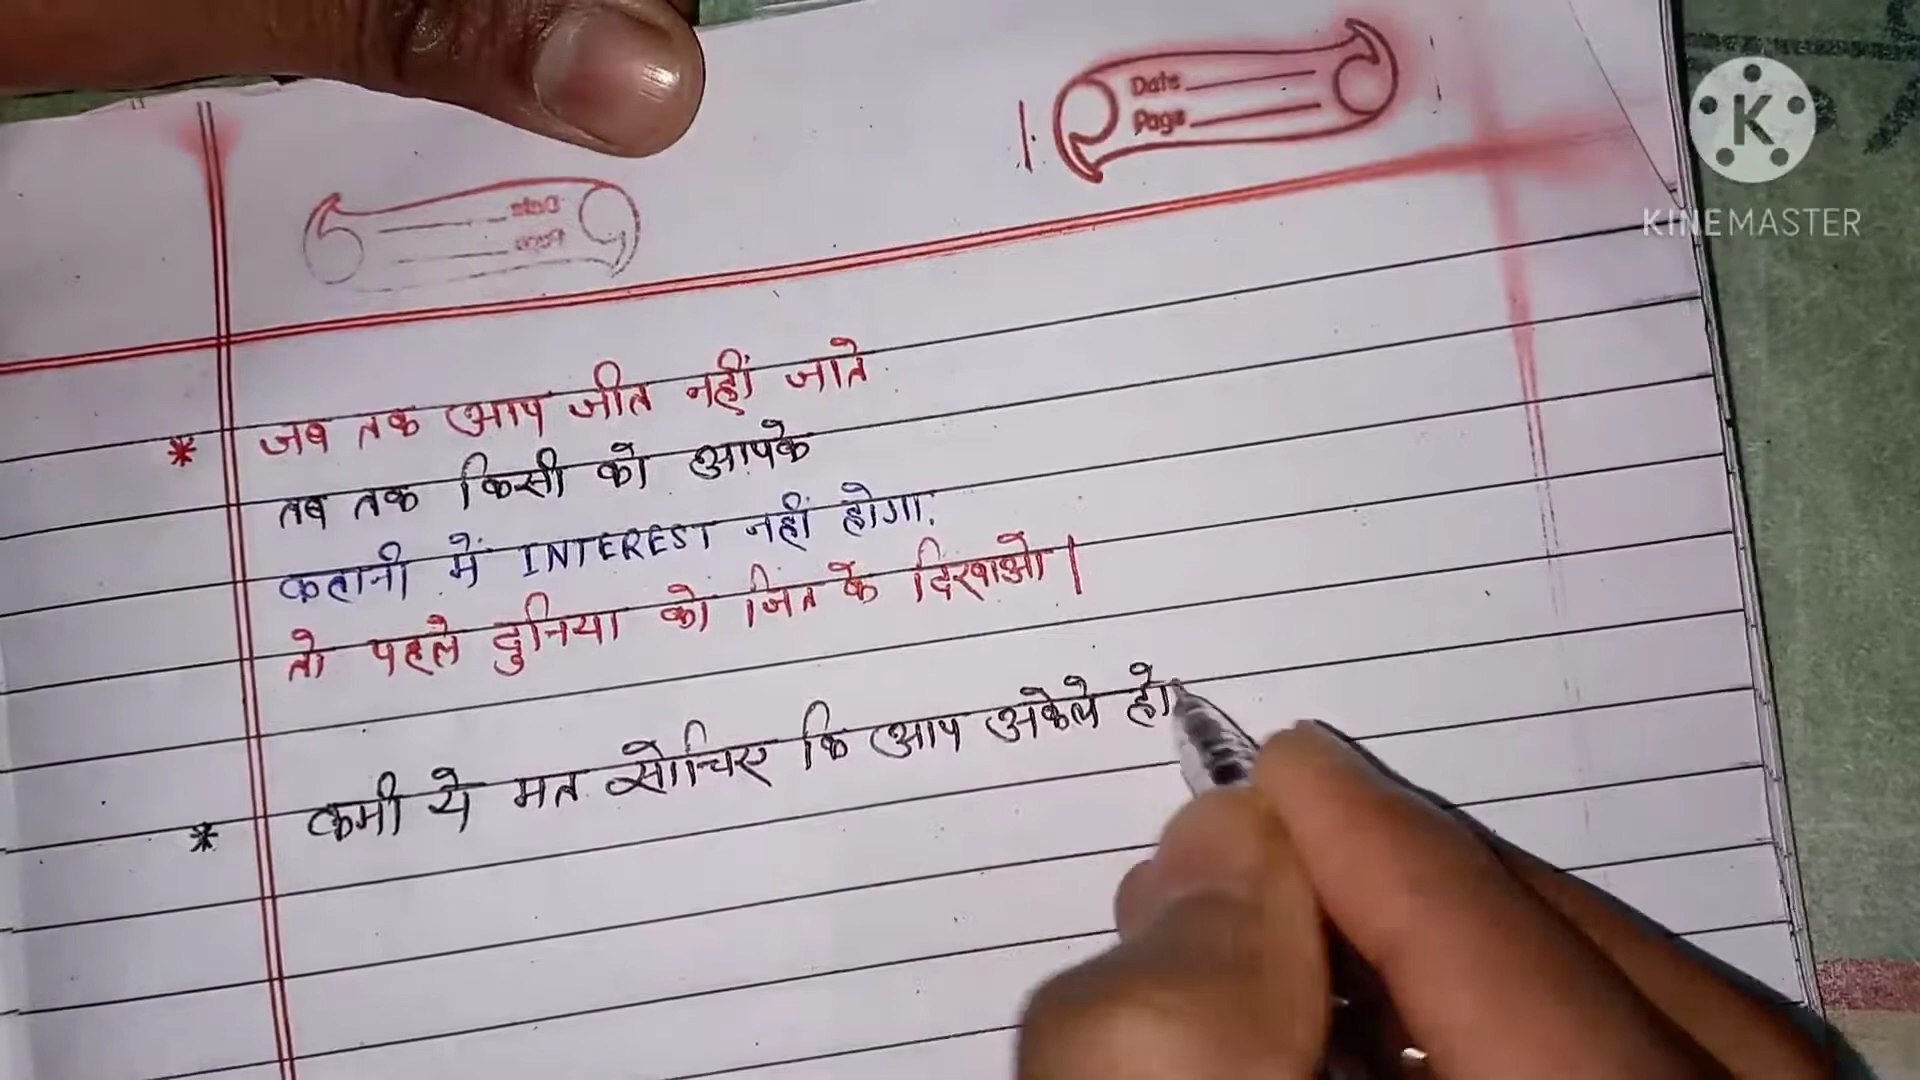 Date
Page
K
KINEMASTER
* जब तक आप जीत नहीं जाते
तब तक किसी को आपके
कहानी में INTEREST नहीं होगा.
तो पहले दुनिया को जित के दिखाओ।
* कभी ये मत सोचिए कि आप अकेले हो